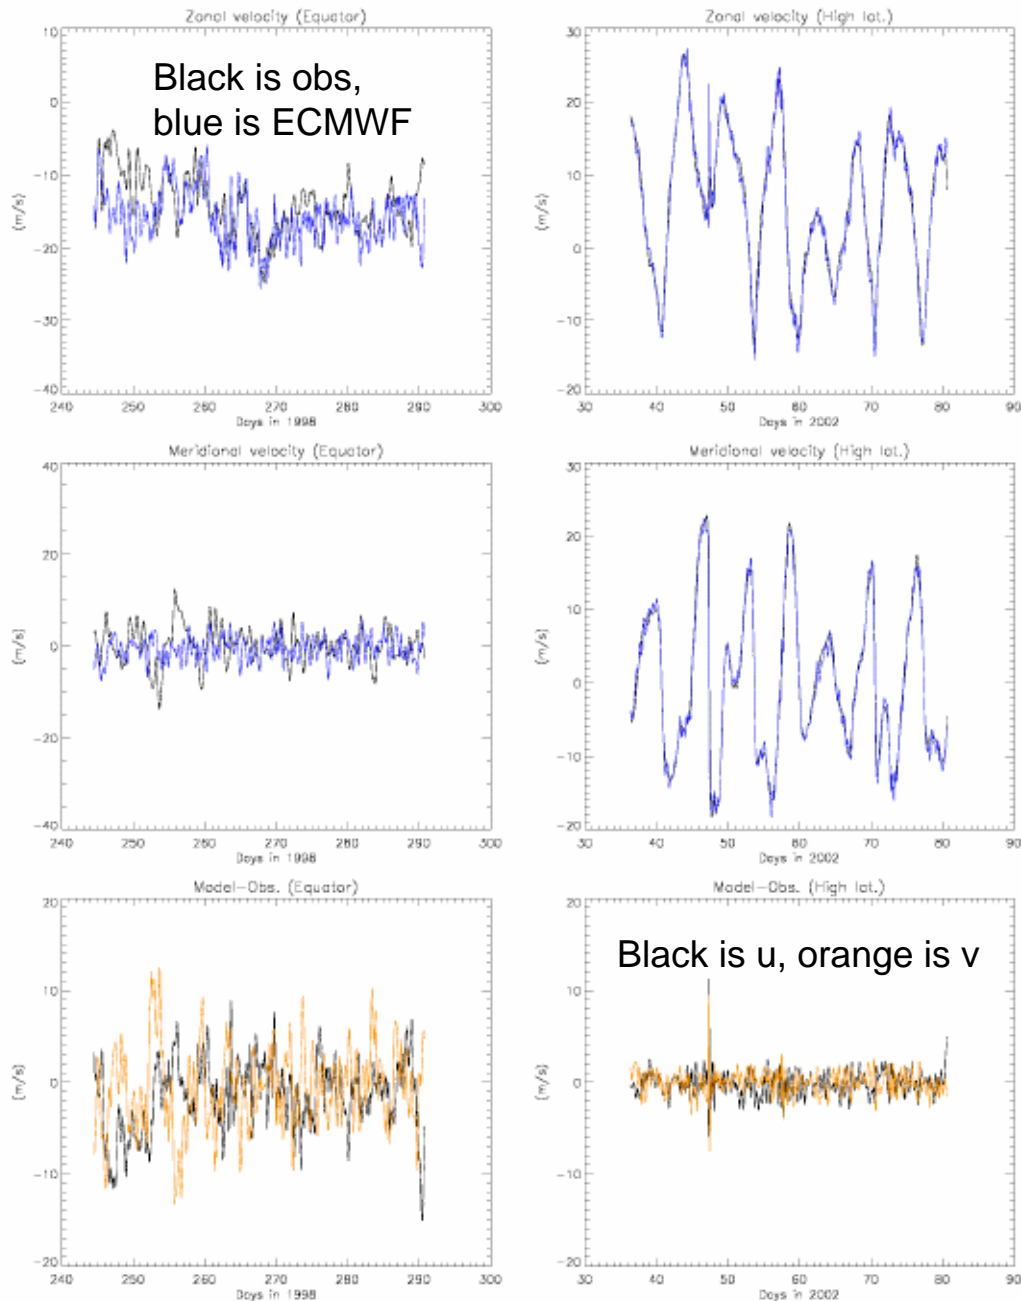 Zonal velocity (Equator)
10
0
-10
-20
-30
-40
(m/s)
Black is obs,
blue is ECMWF
240 250 260 270 280 290 300
Days in 1998
Zonal velocity (High lat.)
30
20
10
0
-10
-20
(m/s)
30 40 50 60 70 80 90
Days in 2002
Meridional velocity (Equator)
40
20
0
-20
-40
(m/s)
240 250 260 270 280 290 300
Days in 1998
Meridional velocity (High lat.)
30
20
10
0
-10
-20
(m/s)
30 40 50 60 70 80 90
Days in 2002
Model-Obs. (Equator)
20
10
0
-10
-20
(m/s)
240 250 260 270 280 290 300
Days in 1998
Model-Obs. (High lat.)
20
10
0
-10
-20
(m/s)
Black is u, orange is v
30 40 50 60 70 80 90
Days in 2002